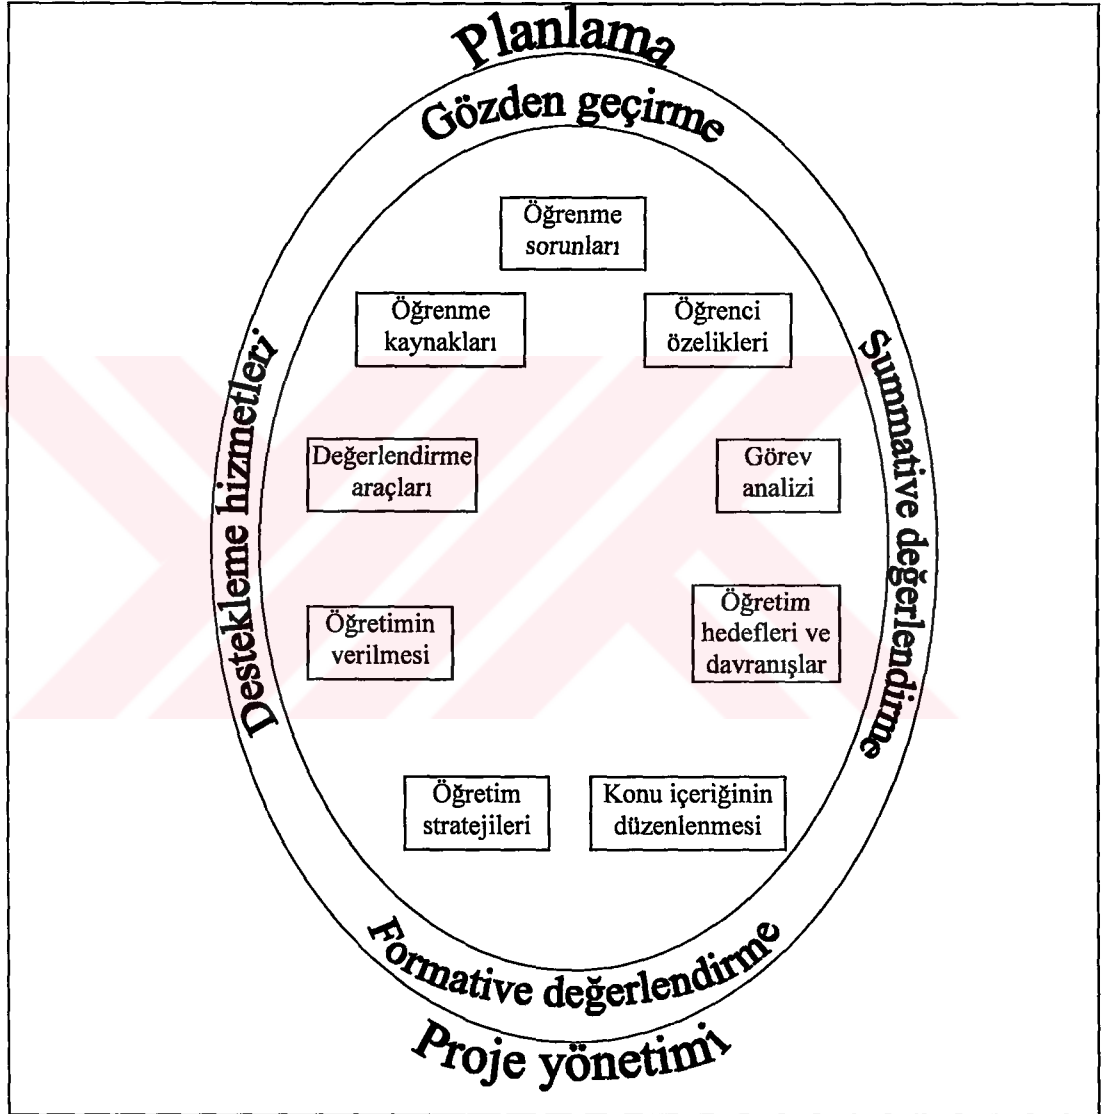 Planlama
Gözden geçirme
Öğrenme
sorunları
Öğrenme
kaynakları
Öğrenci
özelikleri
Destekleme hizmetleri
Summative değerlendirme
Değerlendirme
araçları
Görev
analizi
Öğretimin
verilmesi
Öğretim
hedefleri ve
davranışlar
Öğretim
stratejileri
Konu içeriğinin
düzenlenmesi
Formative değerlendirme
Proje yönetimi